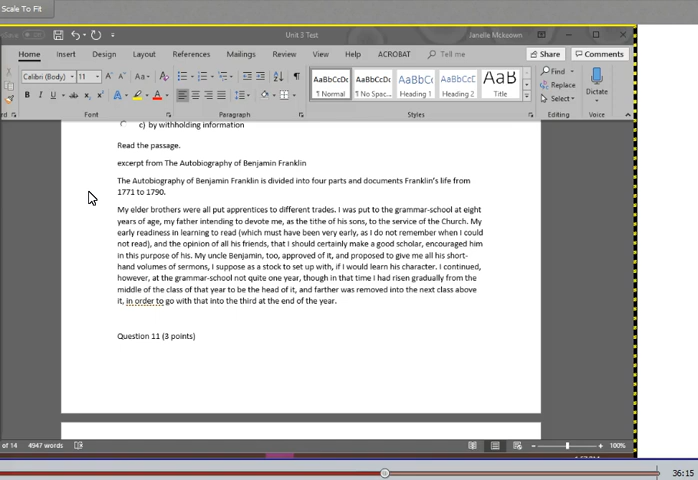 Scale To Fit
Unit 3 Test
Janelle Mckeown
Home Insert Draw Design Layout References Mailings Review View Help ACROBAT Tell me Share Comments
Calibri (Body) 11 Aa
AaBbCcDc AaBbCcDc AaBbCc AaBbCcD AaB
¶ Normal ¶ No Spac... Heading 1 Heading 2 Title
Find
Replace
Select
Dictate
Font Paragraph Styles Editing Voice
c) by withholding information
Read the passage.
excerpt from The Autobiography of Benjamin Franklin
The Autobiography of Benjamin Franklin is divided into four parts and documents Franklin's life from
1771 to 1790.
My elder brothers were all put apprentices to different trades. I was put to the grammar-school at eight
years of age, my father intending to devote me, as the tithe of his sons, to the service of the Church. My
early readiness in learning to read (which must have been very early, as I do not remember when I could
not read), and the opinion of all his friends, that I should certainly make a good scholar, encouraged him
in this purpose of his. My uncle Benjamin, too, approved of it, and proposed to give me all his short-
hand volumes of sermons, I suppose as a stock to set up with, if I would learn his character. I continued,
however, at the grammar-school not quite one year, though in that time I had risen gradually from the
middle of the class of that year to be the head of it, and farther was removed into the next class above
it, in order to go with that into the third at the end of the year.
Question 11 (3 points)
of 14 4947 words 100%
36:15